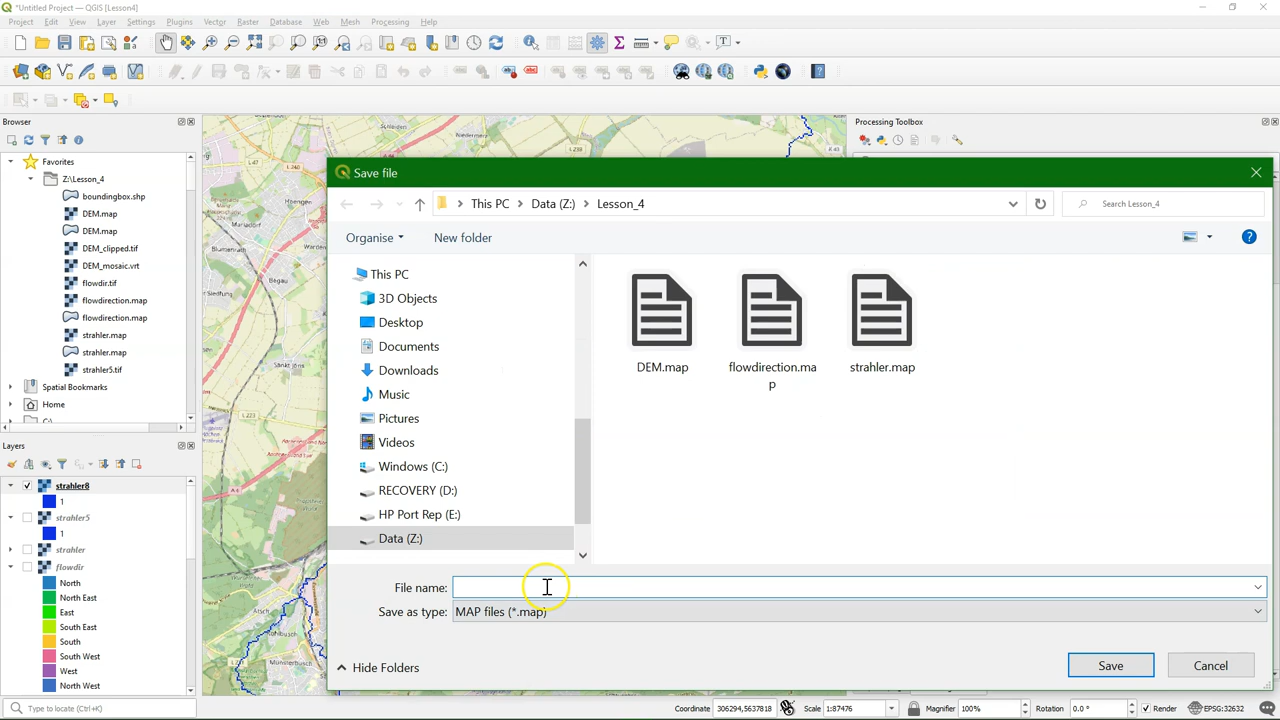 *Untitled Project — QGIS [Lesson4]
Project Edit View Layer Settings Plugins Vector Raster Database Web Mesh Processing Help
Browser
Favorites
Z:\Lesson_4
boundingbox.shp
DEM.map
DEM.map
DEM_clipped.tif
DEM_mosaic.vrt
flowdir.tif
flowdirection.map
flowdirection.map
strahler.map
strahler.map
strahler5.tif
Spatial Bookmarks
Home
Layers
strahler8
1
strahler5
1
strahler
flowdir
North
North East
East
South East
South
South West
West
North West
Processing Toolbox
Save file
This PC > Data (Z:) > Lesson_4
Search Lesson_4
Organise New folder
This PC
3D Objects
Desktop
Documents
Downloads
Music
Pictures
Videos
Windows (C:)
RECOVERY (D:)
HP Port Rep (E:)
Data (Z:)
DEM.map
flowdirection.ma
p
strahler.map
File name:
Save as type: MAP files (*.map)
Hide Folders
Save Cancel
Type to locate (Ctrl+K)
Coordinate 306294,5637818 Scale 1:87476 Magnifier 100% Rotation 0.0 ° Render EPSG:32632